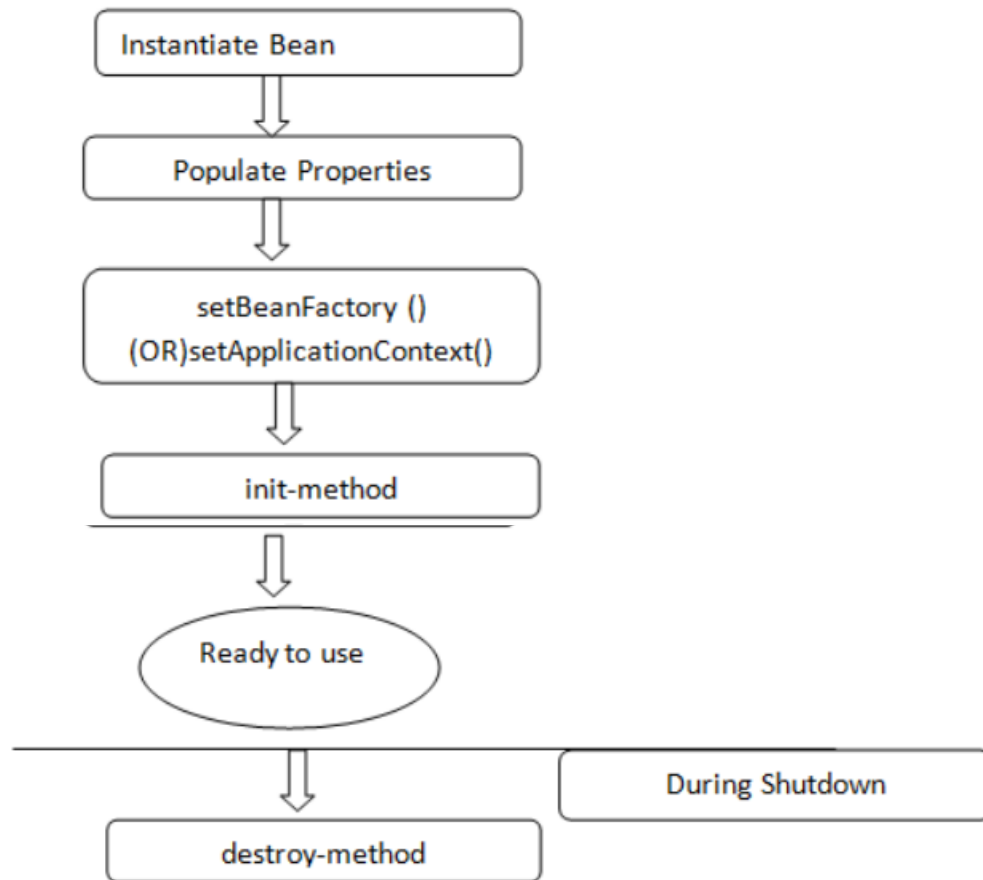 Instantiate Bean
Populate Properties
setBeanFactory ()
(OR)setApplicationContext()
init-method
Ready to use
During Shutdown
destroy-method